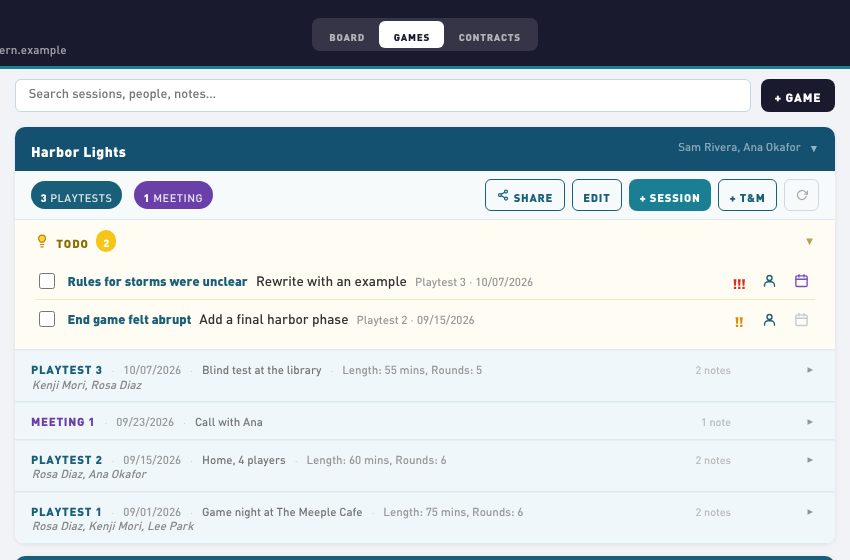 BOARD GAMES CONTRACTS
ern.example
Search sessions, people, notes...
+ GAME
Harbor Lights Sam Rivera, Ana Okafor ▼
3 PLAYTESTS 1 MEETING SHARE EDIT + SESSION + T&M
TODO 2 ▼
Rules for storms were unclear Rewrite with an example Playtest 3 · 10/07/2026 !!!
End game felt abrupt Add a final harbor phase Playtest 2 · 09/15/2026 !!
PLAYTEST 3 · 10/07/2026 · Blind test at the library · Length: 55 mins, Rounds: 5 2 notes ▸
Kenji Mori, Rosa Diaz
MEETING 1 · 09/23/2026 · Call with Ana 1 note ▸
PLAYTEST 2 · 09/15/2026 · Home, 4 players · Length: 60 mins, Rounds: 6 2 notes ▸
Rosa Diaz, Ana Okafor
PLAYTEST 1 · 09/01/2026 · Game night at The Meeple Cafe · Length: 75 mins, Rounds: 6 2 notes ▸
Rosa Diaz, Kenji Mori, Lee Park